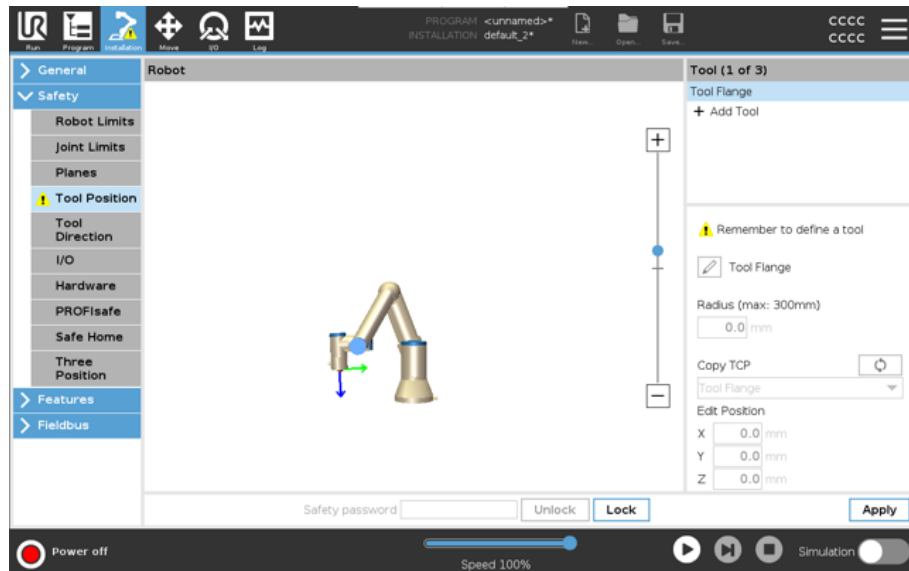 PROGRAM <unnamed>*
INSTALLATION default_2*
UR
Run
Program
Installation
Move
I/O
Log
New...
Open...
Save...
CCCC
CCCC
General
Safety
Robot Limits
Joint Limits
Planes
Tool Position
Tool
Direction
I/O
Hardware
PROFIsafe
Safe Home
Three
Position
Features
Fieldbus
Robot
Tool (1 of 3)
Tool Flange
+ Add Tool
Remember to define a tool
Tool Flange
Radius (max: 300mm)
0.0 mm
Copy TCP
Tool Flange
Edit Position
X 0.0 mm
Y 0.0 mm
Z 0.0 mm
Safety password
Unlock
Lock
Apply
Power off
Speed 100%
Simulation